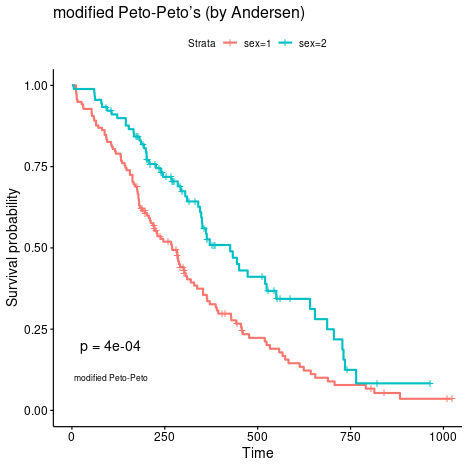 modified Peto-Peto's (by Andersen)
Strata sex=1 sex=2
Survival probability
1.00
0.75
0.50
0.25
0.00
p = 4e-04
modified Peto-Peto
0 250 500 750 1000
Time